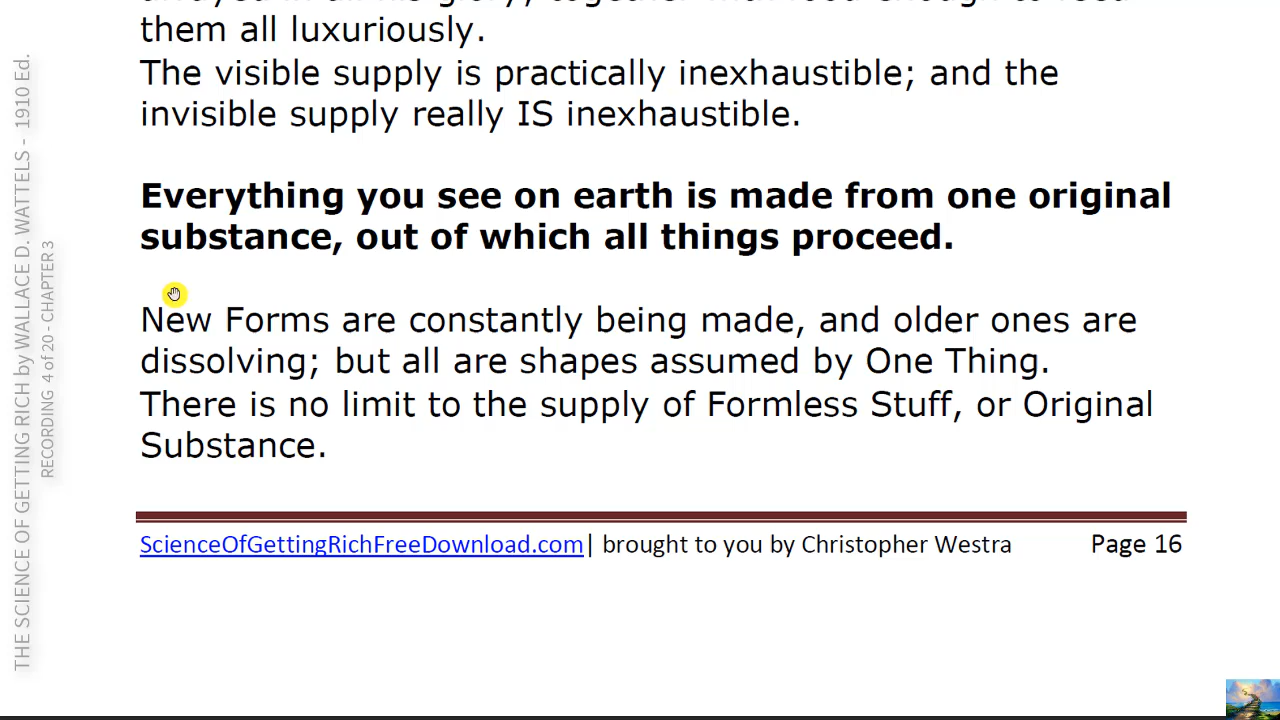 them all luxuriously.
The visible supply is practically inexhaustible; and the
invisible supply really IS inexhaustible.
Everything you see on earth is made from one original
substance, out of which all things proceed.
New Forms are constantly being made, and older ones are
dissolving; but all are shapes assumed by One Thing.
There is no limit to the supply of Formless Stuff, or Original
Substance.
ScienceOfGettingRichFreeDownload.com| brought to you by Christopher Westra Page 16
THE SCIENCE OF GETTING RICH by WALLACE D. WATTELS - 1910 Ed.
RECORDING 4 of 20 - CHAPTER 3